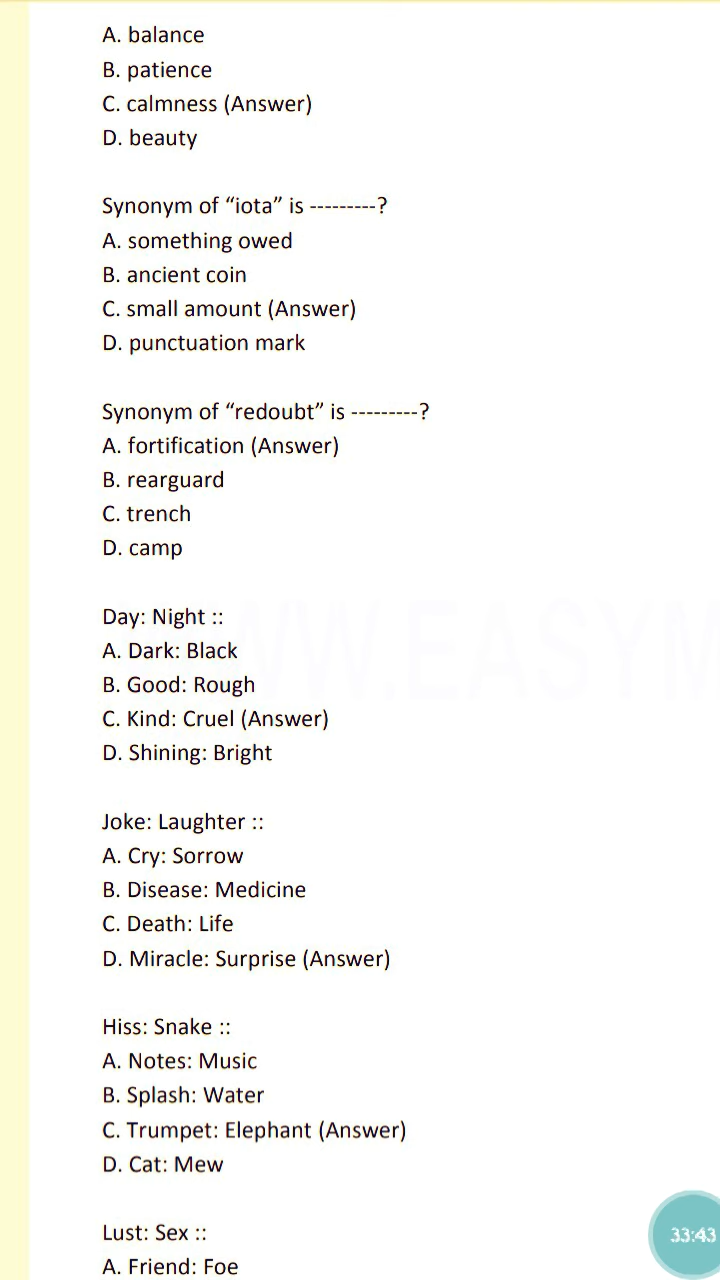 A. balance
B. patience
C. calmness (Answer)
D. beauty
Synonym of “iota” is ---------?
A. something owed
B. ancient coin
C. small amount (Answer)
D. punctuation mark
Synonym of “redoubt” is ---------?
A. fortification (Answer)
B. rearguard
C. trench
D. camp
Day: Night ::
A. Dark: Black
B. Good: Rough
C. Kind: Cruel (Answer)
D. Shining: Bright
Joke: Laughter ::
A. Cry: Sorrow
B. Disease: Medicine
C. Death: Life
D. Miracle: Surprise (Answer)
Hiss: Snake ::
A. Notes: Music
B. Splash: Water
C. Trumpet: Elephant (Answer)
D. Cat: Mew
Lust: Sex ::
A. Friend: Foe
33:43